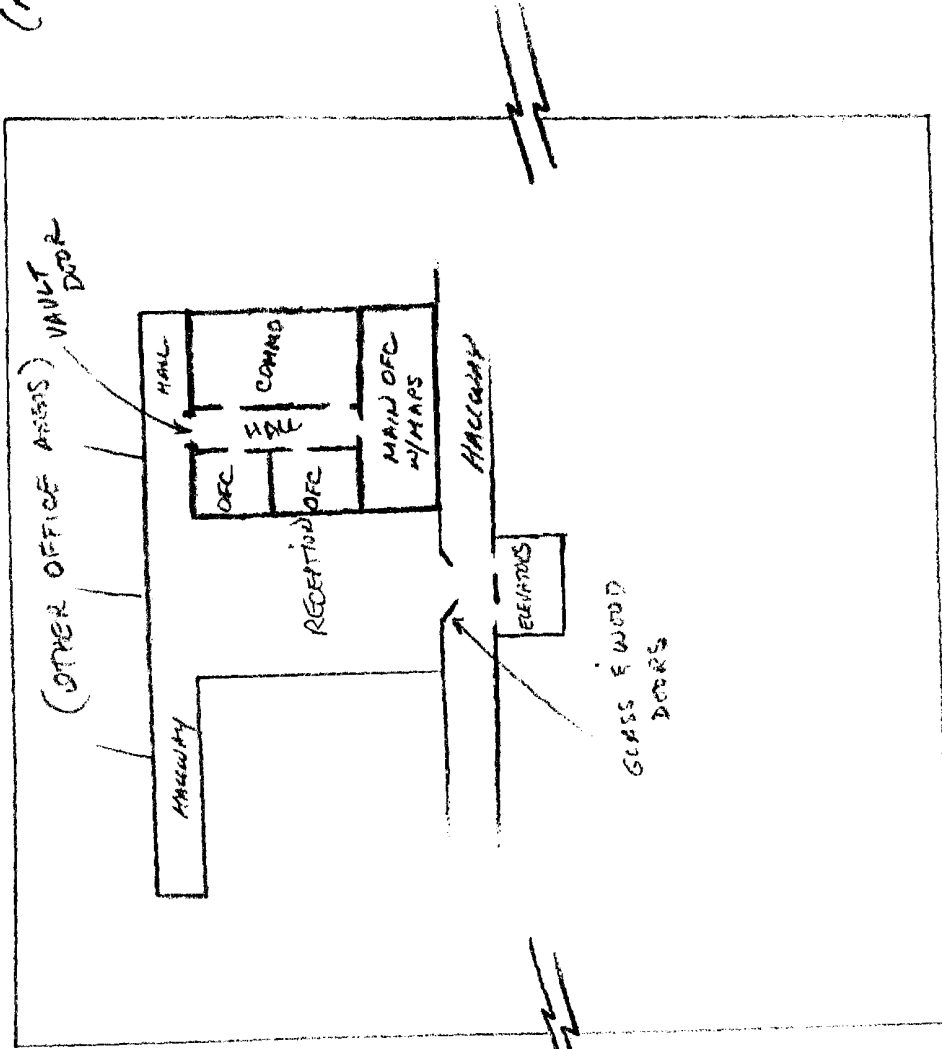 (OTHER OFFICE AREAS)
VAULT
DOOR
HALL
HALLWAY
OFC
COMMO
RECEPTION
OFC
MAIN OFC
W/MAPS
HALLWAY
ELEVATORS
GLASS & WOOD
DOORS